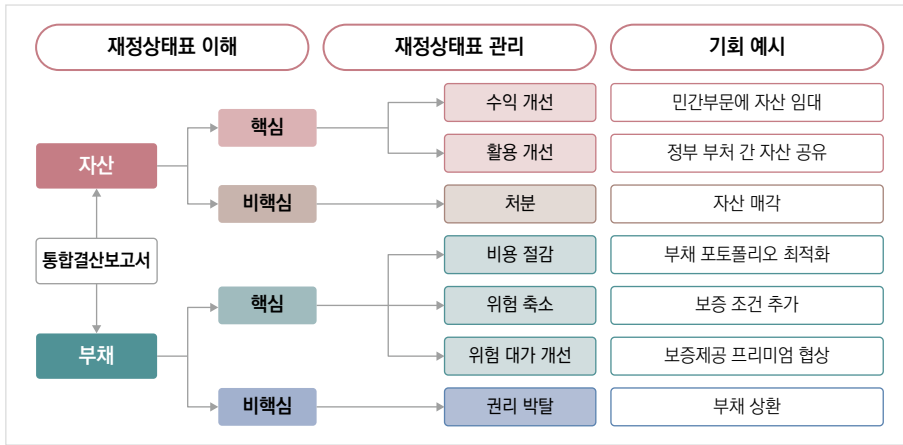 재정상태표 이해
재정상태표 관리
기회 예시
자산
통합결산보고서
부채
핵심
비핵심
핵심
비핵심
수익 개선
민간부문에 자산 임대
활용 개선
정부 부처 간 자산 공유
처분
자산 매각
비용 절감
부채 포토폴리오 최적화
위험 축소
보증 조건 추가
위험 대가 개선
보증제공 프리미엄 협상
권리 박탈
부채 상환